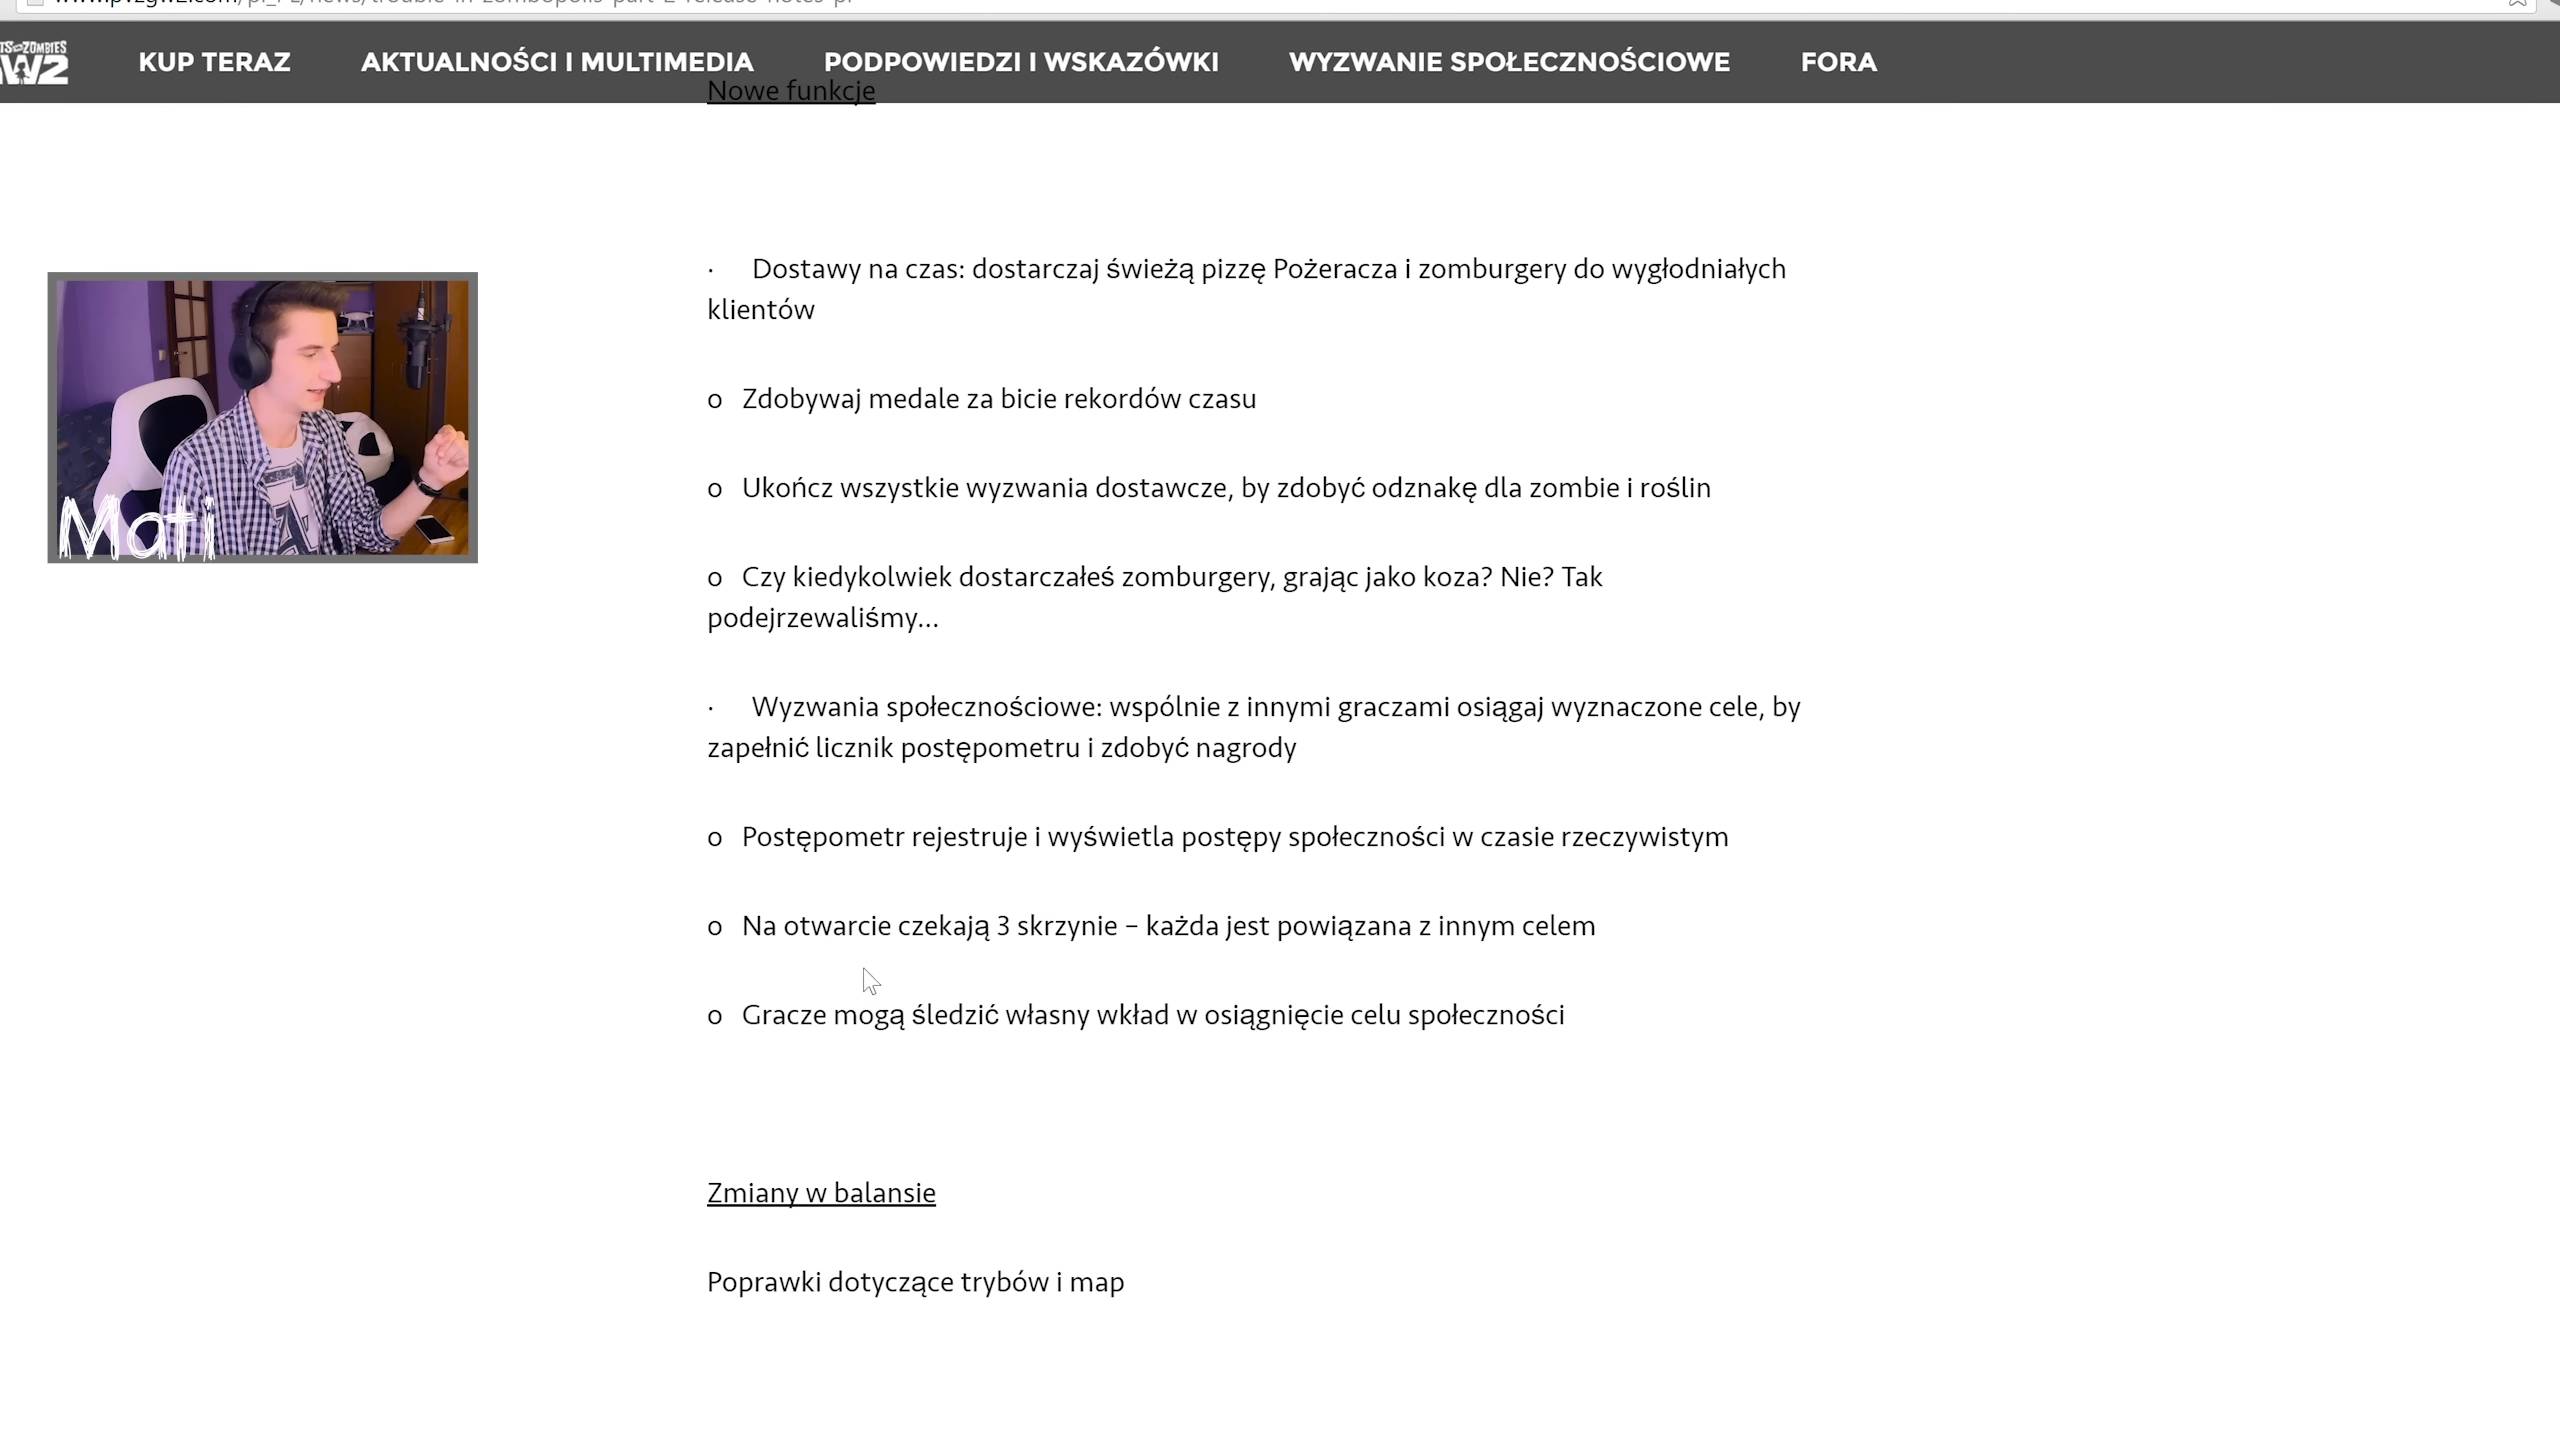 KUP TERAZ AKTUALNOŚCI I MULTIMEDIA PODPOWIEDZI I WSKAZÓWKI WYZWANIE SPOŁECZNOŚCIOWE FORA
Nowe funkcje
· Dostawy na czas: dostarczaj świeżą pizzę Pożeracza i zomburgery do wygłodniałych
klientów
o Zdobywaj medale za bicie rekordów czasu
o Ukończ wszystkie wyzwania dostawcze, by zdobyć odznakę dla zombie i roślin
o Czy kiedykolwiek dostarczałeś zomburgery, grając jako koza? Nie? Tak
podejrzewaliśmy...
· Wyzwania społecznościowe: wspólnie z innymi graczami osiągaj wyznaczone cele, by
zapełnić licznik postępometru i zdobyć nagrody
o Postępometr rejestruje i wyświetla postępy społeczności w czasie rzeczywistym
o Na otwarcie czekają 3 skrzynie – każda jest powiązana z innym celem
o Gracze mogą śledzić własny wkład w osiągnięcie celu społeczności
Zmiany w balansie
Poprawki dotyczące trybów i map
Mati